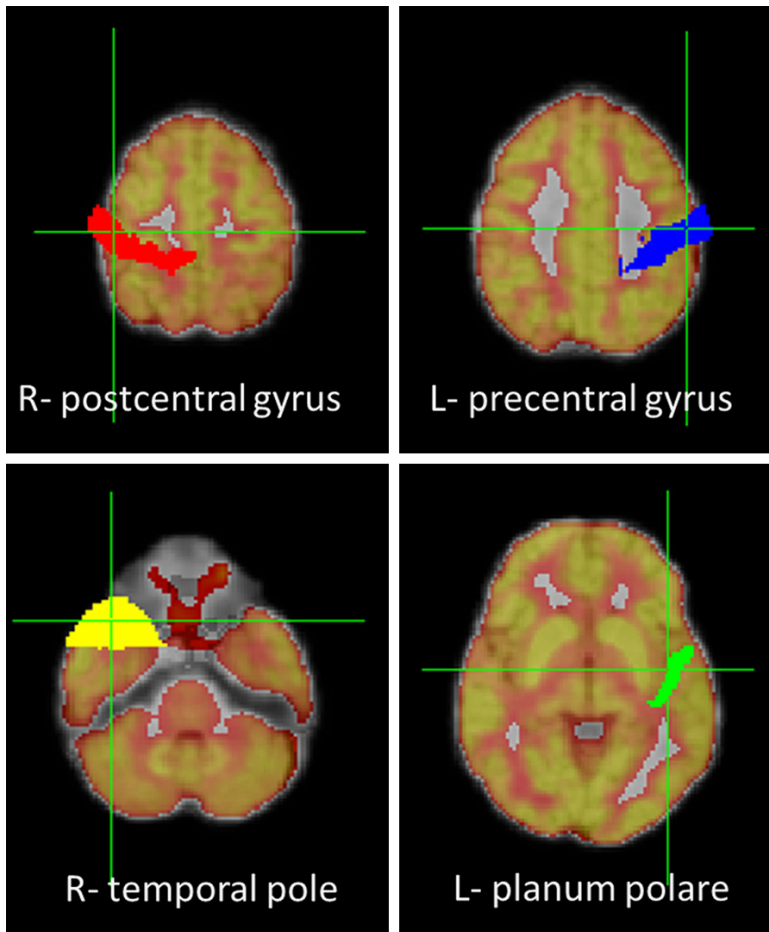 R- postcentral gyrus
L- precentral gyrus
R- temporal pole
L- planum polare